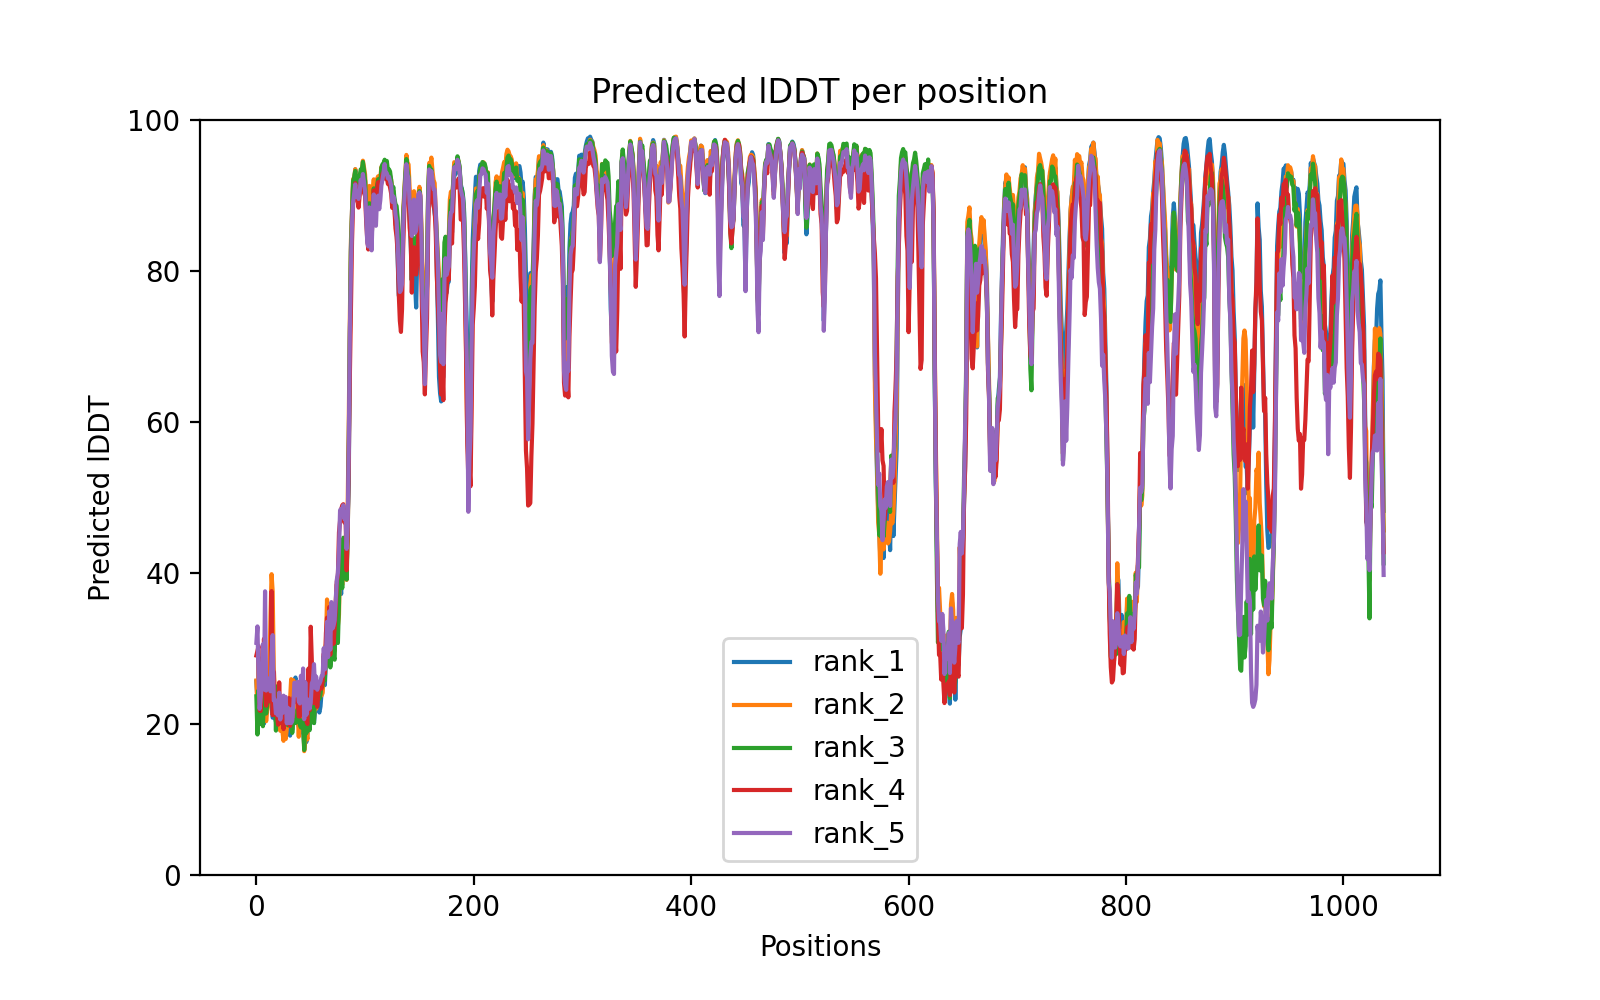 Predicted lDDT per position
100
80
60
40
20
0
Predicted lDDT
rank_1
rank_2
rank_3
rank_4
rank_5
0 200 400 600 800 1000
Positions